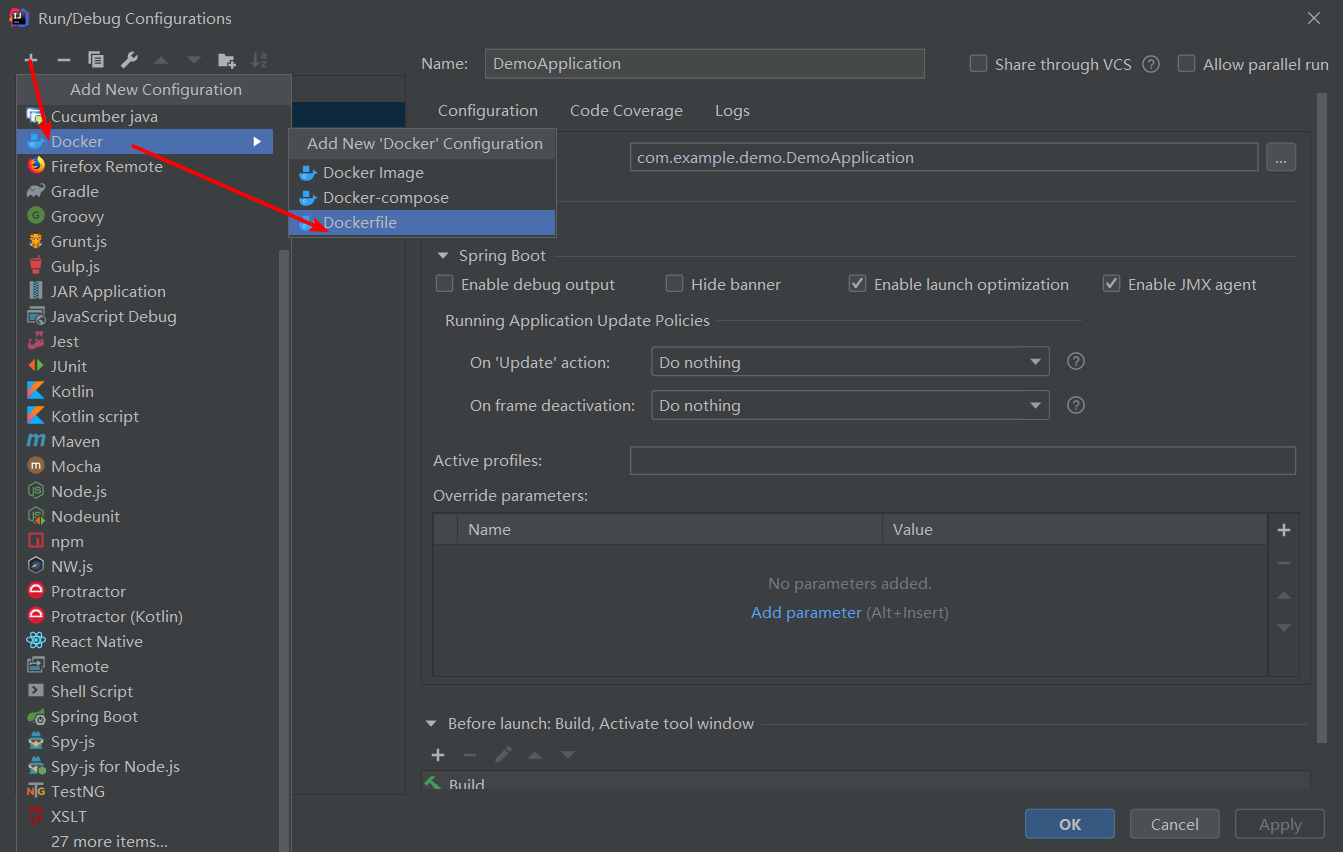 Run/Debug Configurations
Name: DemoApplication Share through VCS Allow parallel run
Add New Configuration
Cucumber java
Docker
Firefox Remote
Gradle
Groovy
Grunt.js
Gulp.js
JAR Application
JavaScript Debug
Jest
JUnit
Kotlin
Kotlin script
Maven
Mocha
Node.js
Nodeunit
npm
NW.js
Protractor
Protractor (Kotlin)
React Native
Remote
Shell Script
Spring Boot
Spy-js
Spy-js for Node.js
TestNG
XSLT
27 more items...
Add New 'Docker' Configuration
Docker Image
Docker-compose
Dockerfile
Configuration Code Coverage Logs
com.example.demo.DemoApplication ...
Spring Boot
Enable debug output Hide banner Enable launch optimization Enable JMX agent
Running Application Update Policies
On 'Update' action: Do nothing
On frame deactivation: Do nothing
Active profiles:
Override parameters:
Name Value
No parameters added.
Add parameter (Alt+Insert)
Before launch: Build, Activate tool window
Build
OK Cancel Apply